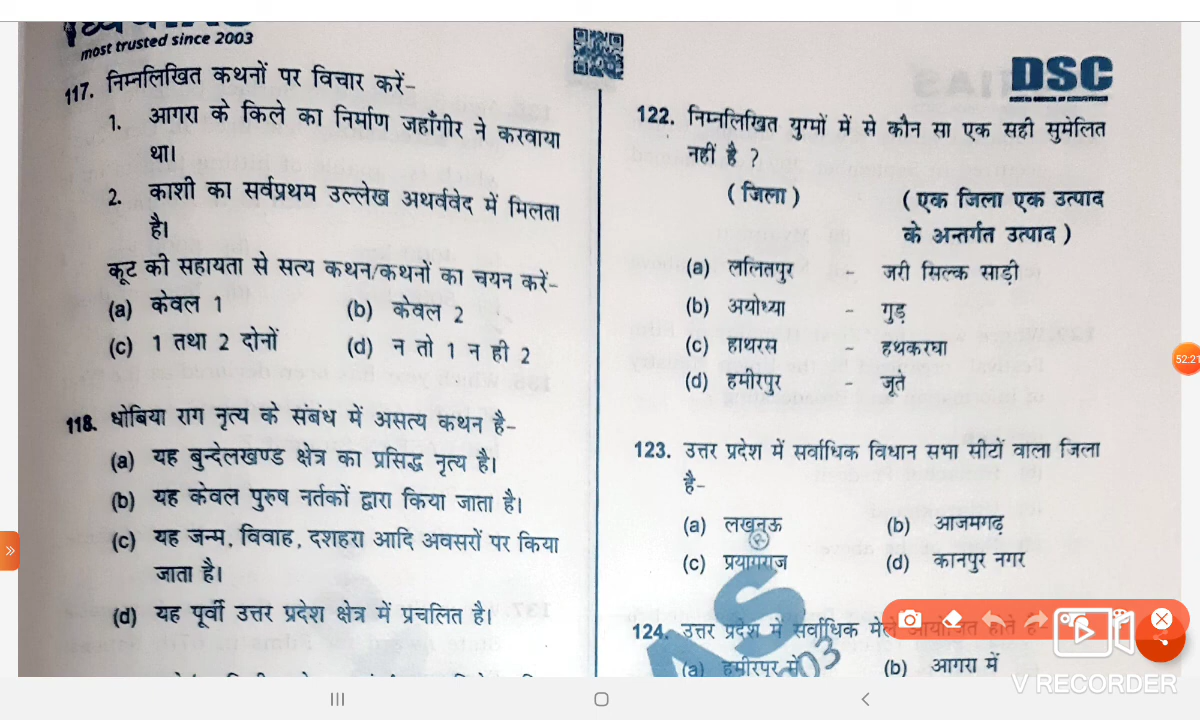 most trusted since 2003
117. निम्नलिखित कथनों पर विचार करें–
1. आगरा के किले का निर्माण जहाँगीर ने करवाया
था।
2. काशी का सर्वप्रथम उल्लेख अथर्ववेद में मिलता
है।
कूट की सहायता से सत्य कथन/कथनों का चयन करें–
(a) केवल 1 (b) केवल 2
(c) 1 तथा 2 दोनों (d) न तो 1 न ही 2
118. धोबिया राग नृत्य के संबंध में असत्य कथन है–
(a) यह बुन्देलखण्ड क्षेत्र का प्रसिद्ध नृत्य है।
(b) यह केवल पुरुष नर्तकों द्वारा किया जाता है।
(c) यह जन्म, विवाह, दशहरा आदि अवसरों पर किया
जाता है।
(d) यह पूर्वी उत्तर प्रदेश क्षेत्र में प्रचलित है।
DSC
122. निम्नलिखित युग्मों में से कौन सा एक सही सुमेलित
नहीं है ?
(जिला) (एक जिला एक उत्पाद
के अन्तर्गत उत्पाद)
(a) ललितपुर – जरी सिल्क साड़ी
(b) अयोध्या – गुड़
(c) हाथरस – हथकरघा
(d) हमीरपुर – जूते
123. उत्तर प्रदेश में सर्वाधिक विधान सभा सीटों वाला जिला
है–
(a) लखनऊ (b) आजमगढ़
(c) प्रयागराज (d) कानपुर नगर
124. उत्तर प्रदेश में सर्वाधिक मेले आयोजित होते हैं–
(a) हमीरपुर में (b) आगरा में
52:21
V RECORDER